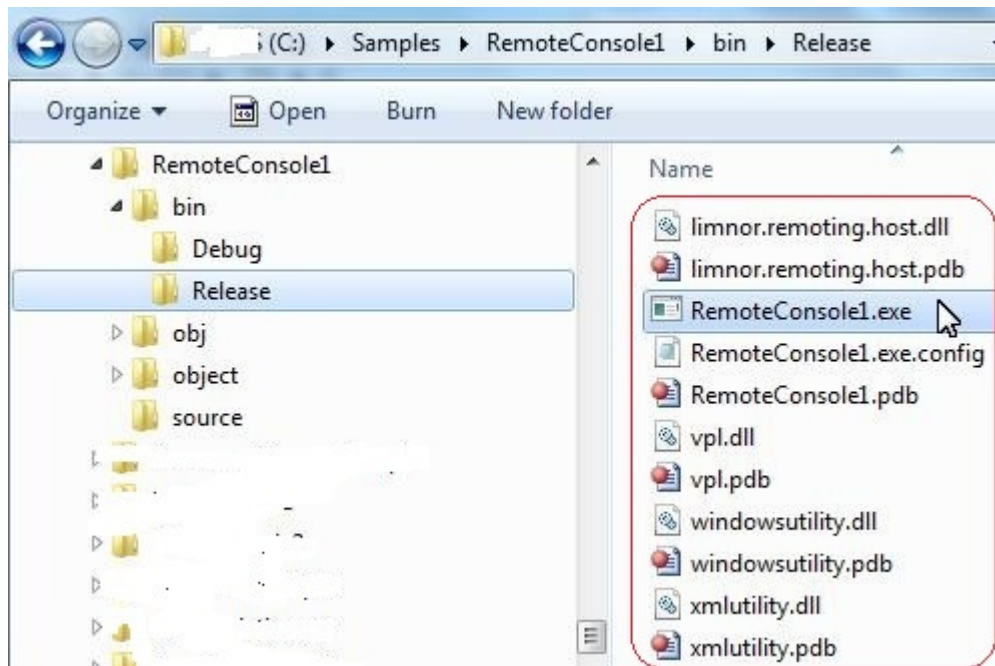 (C:) ▸ Samples ▸ RemoteConsole1 ▸ bin ▸ Release
Organize Open Burn New folder
RemoteConsole1
bin
Debug
Release
obj
object
source
Name
limnor.remoting.host.dll
limnor.remoting.host.pdb
RemoteConsole1.exe
RemoteConsole1.exe.config
RemoteConsole1.pdb
vpl.dll
vpl.pdb
windowsutility.dll
windowsutility.pdb
xmlutility.dll
xmlutility.pdb